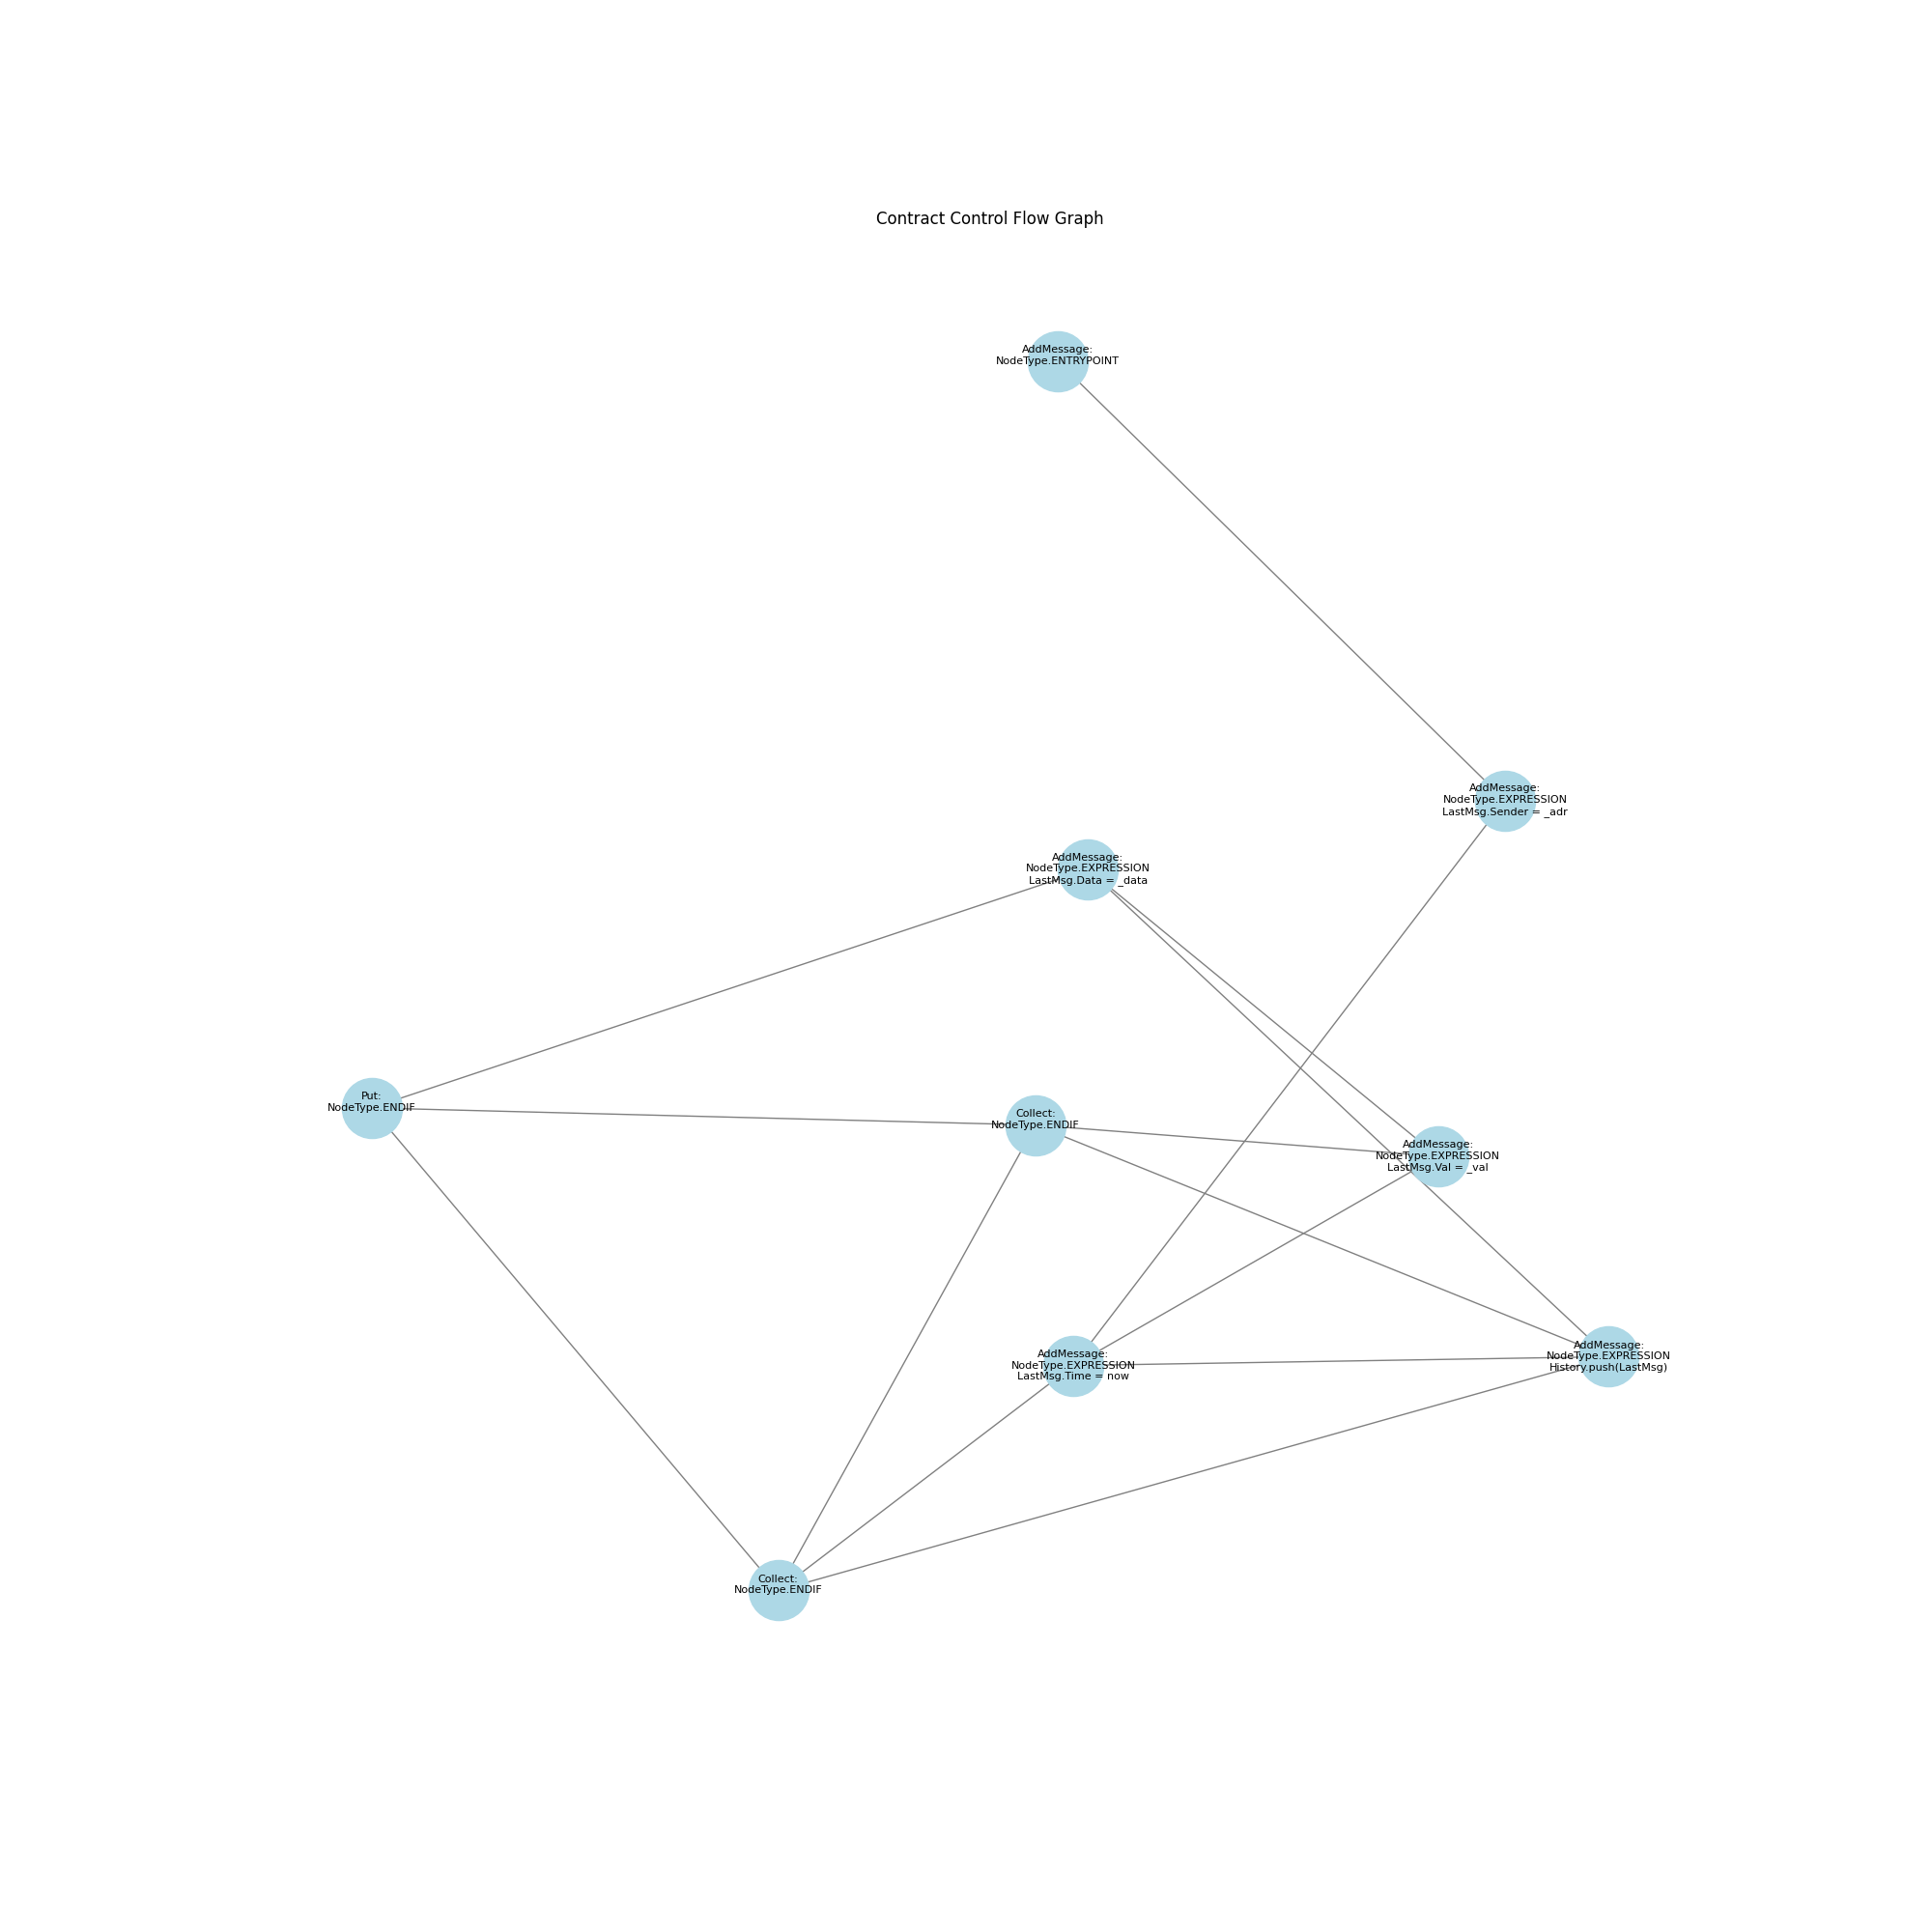 Contract Control Flow Graph
AddMessage:
NodeType.ENTRYPOINT
AddMessage:
NodeType.EXPRESSION
LastMsg.Sender = _adr
AddMessage:
NodeType.EXPRESSION
LastMsg.Data = _data
Put:
NodeType.ENDIF
Collect:
NodeType.ENDIF
AddMessage:
NodeType.EXPRESSION
LastMsg.Val = _val
AddMessage:
NodeType.EXPRESSION
LastMsg.Time = now
AddMessage:
NodeType.EXPRESSION
History.push(LastMsg)
Collect:
NodeType.ENDIF